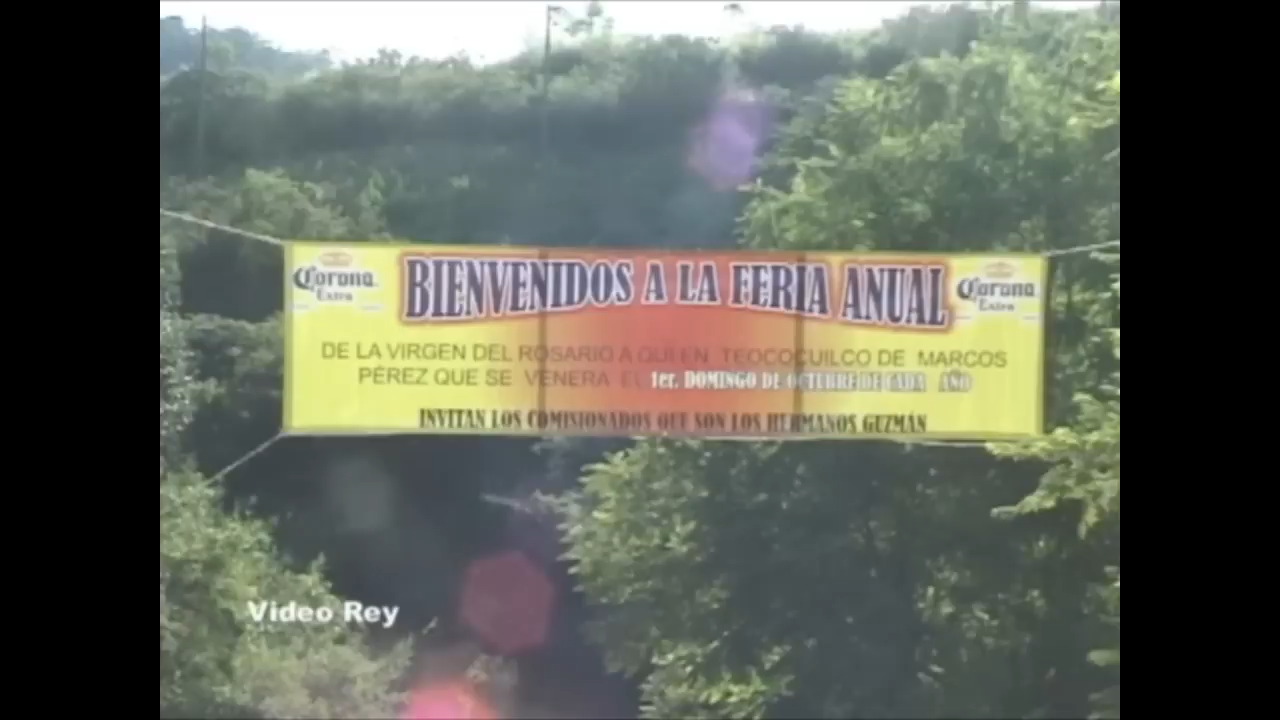 Corona
Extra
BIENVENIDOS A LA FERIA ANUAL
Corona
Extra
DE LA VIRGEN DEL ROSARIO A QUI EN TEOCOCUILCO DE MARCOS
PÉREZ QUE SE VENERA EL 1er. DOMINGO DE OCTUBRE DE CADA AÑO
INVITAN LOS COMISIONADOS QUE SON LOS HERMANOS GUZMÁN
Video Rey